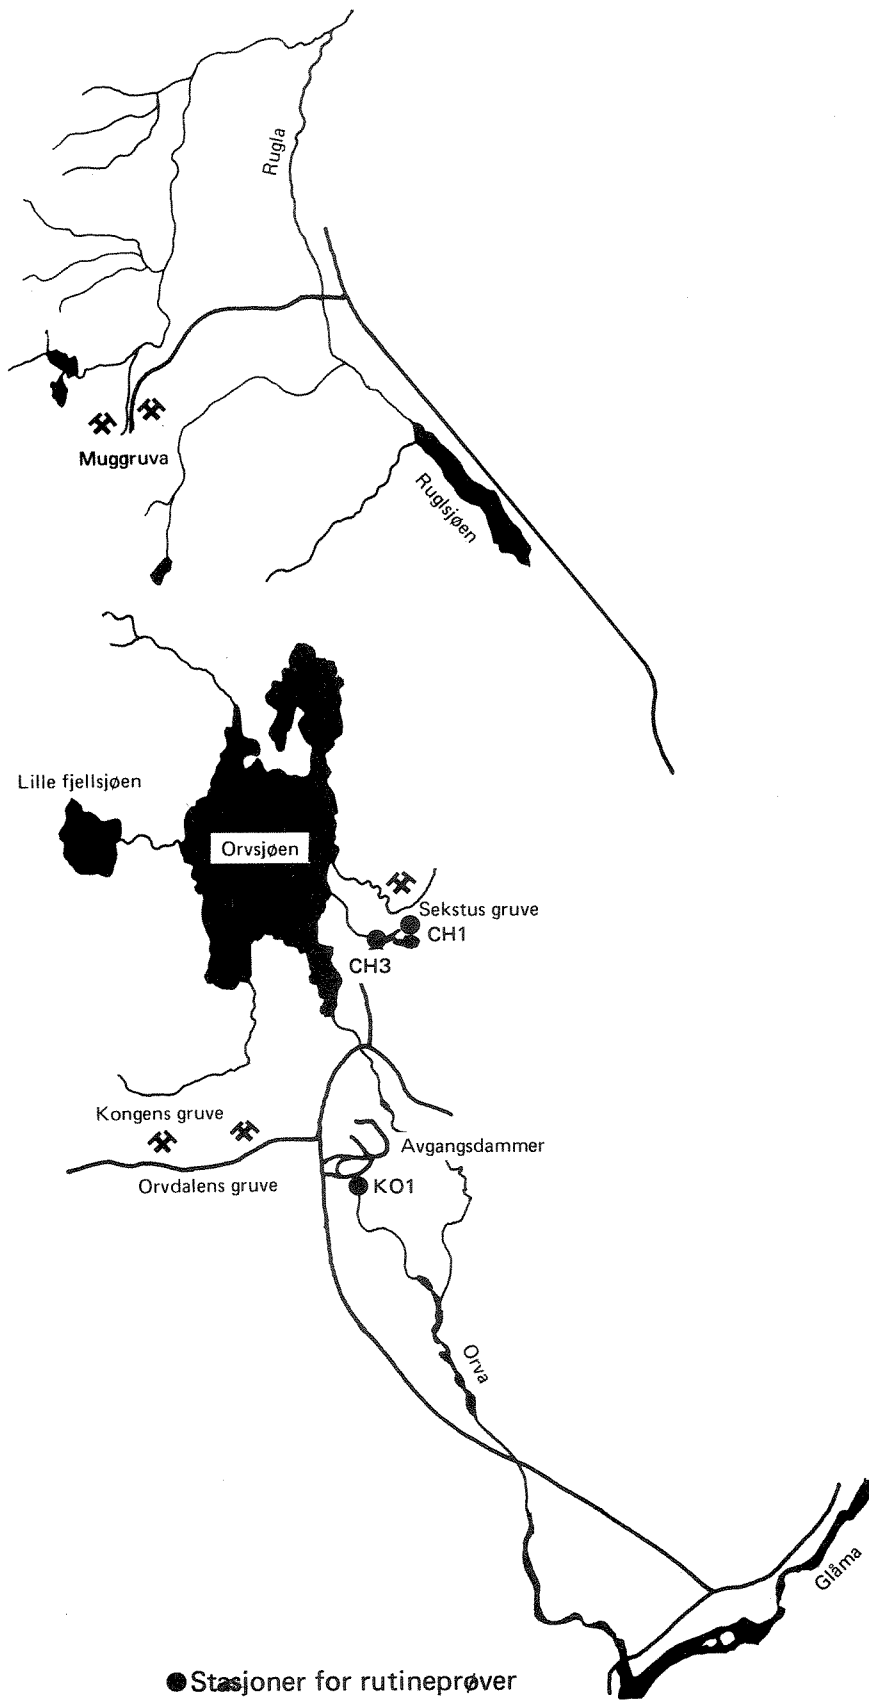 Rugla
Muggruva
Ruglsjøen
Lille fjellsjøen
Orvsjøen
Sekstus gruve
CH1
CH3
Kongens gruve
Avgangsdammer
Orvdalens gruve
KO1
Orva
Glåma
Stasjoner for rutineprøver